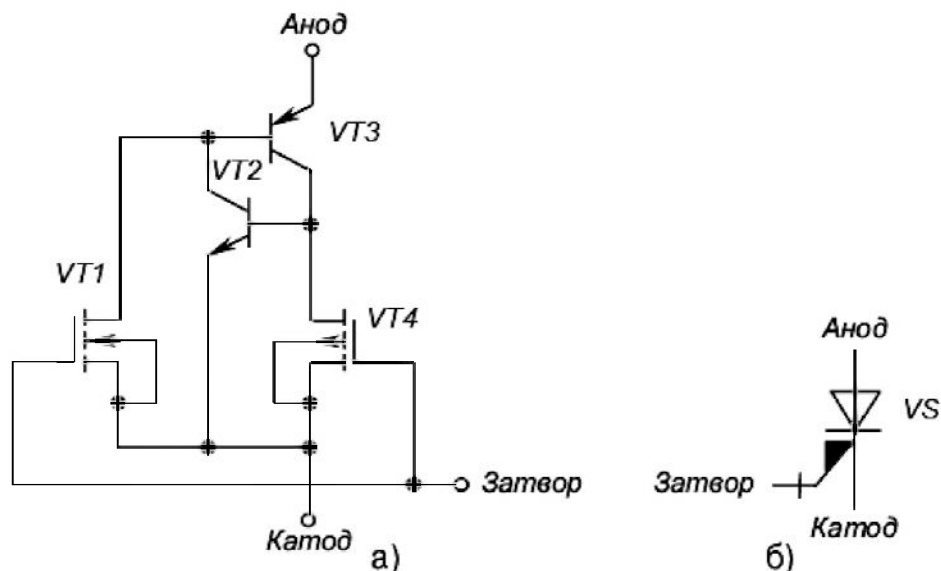 Анод
VT3
VT2
VT1
VT4
Затвор
Катод
а)
Анод
VS
Затвор
Катод
б)